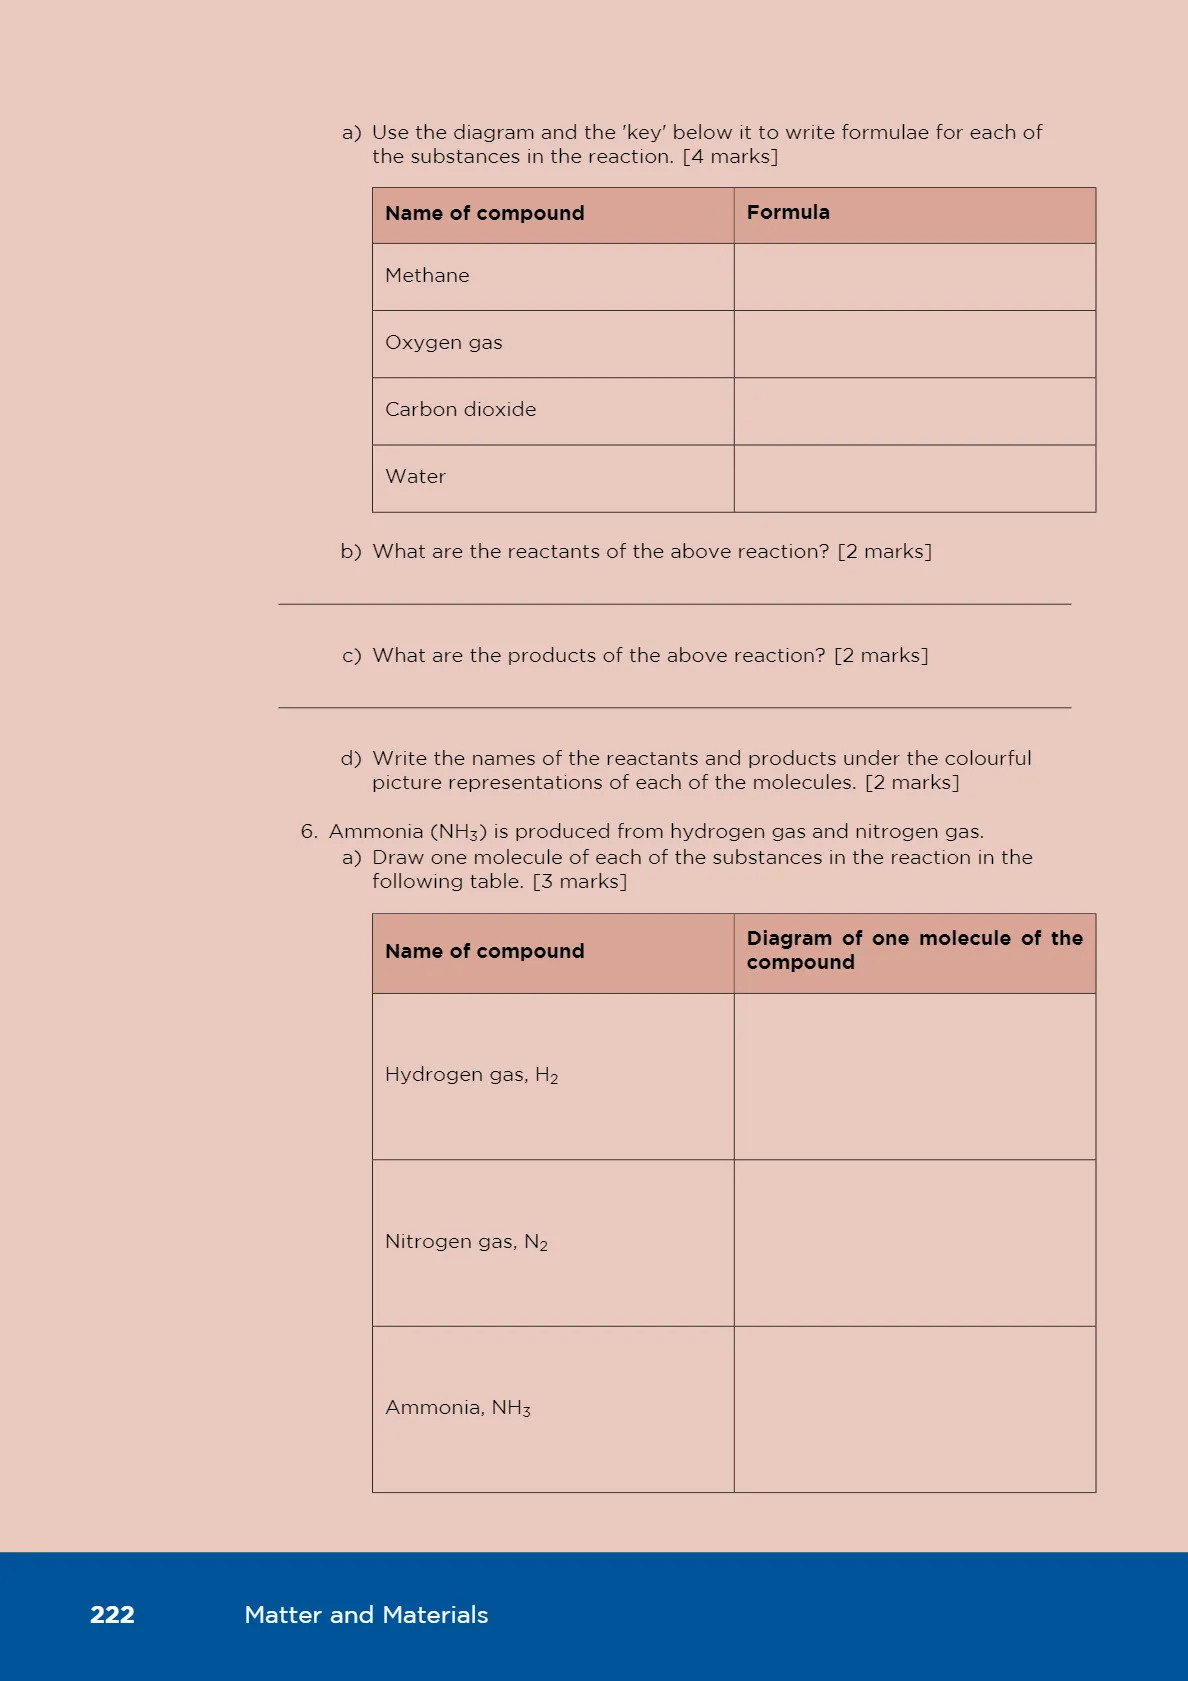 a) Use the diagram and the 'key' below it to write formulae for each of
the substances in the reaction. [4 marks]
Name of compound Formula
Methane
Oxygen gas
Carbon dioxide
Water
b) What are the reactants of the above reaction? [2 marks]
c) What are the products of the above reaction? [2 marks]
d) Write the names of the reactants and products under the colourful
picture representations of each of the molecules. [2 marks]
6. Ammonia (NH₃) is produced from hydrogen gas and nitrogen gas.
a) Draw one molecule of each of the substances in the reaction in the
following table. [3 marks]
Name of compound
Diagram of one molecule of the
compound
Hydrogen gas, H₂
Nitrogen gas, N₂
Ammonia, NH₃
222 Matter and Materials